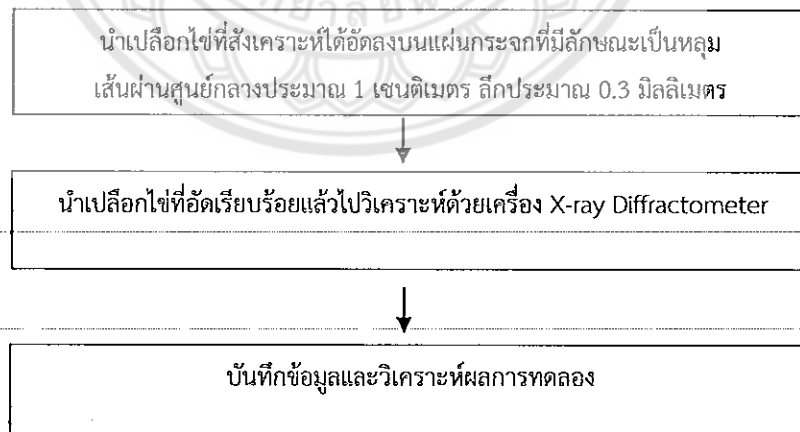 นำเปลือกไข่ที่สังเคราะห์ได้อัดลงบนแผ่นกระจกที่มีลักษณะเป็นหลุม
เส้นผ่านศูนย์กลางประมาณ 1 เซนติเมตร ลึกประมาณ 0.3 มิลลิเมตร
นำเปลือกไข่ที่อัดเรียบร้อยแล้วไปวิเคราะห์ด้วยเครื่อง X-ray Diffractometer
บันทึกข้อมูลและวิเคราะห์ผลการทดลอง